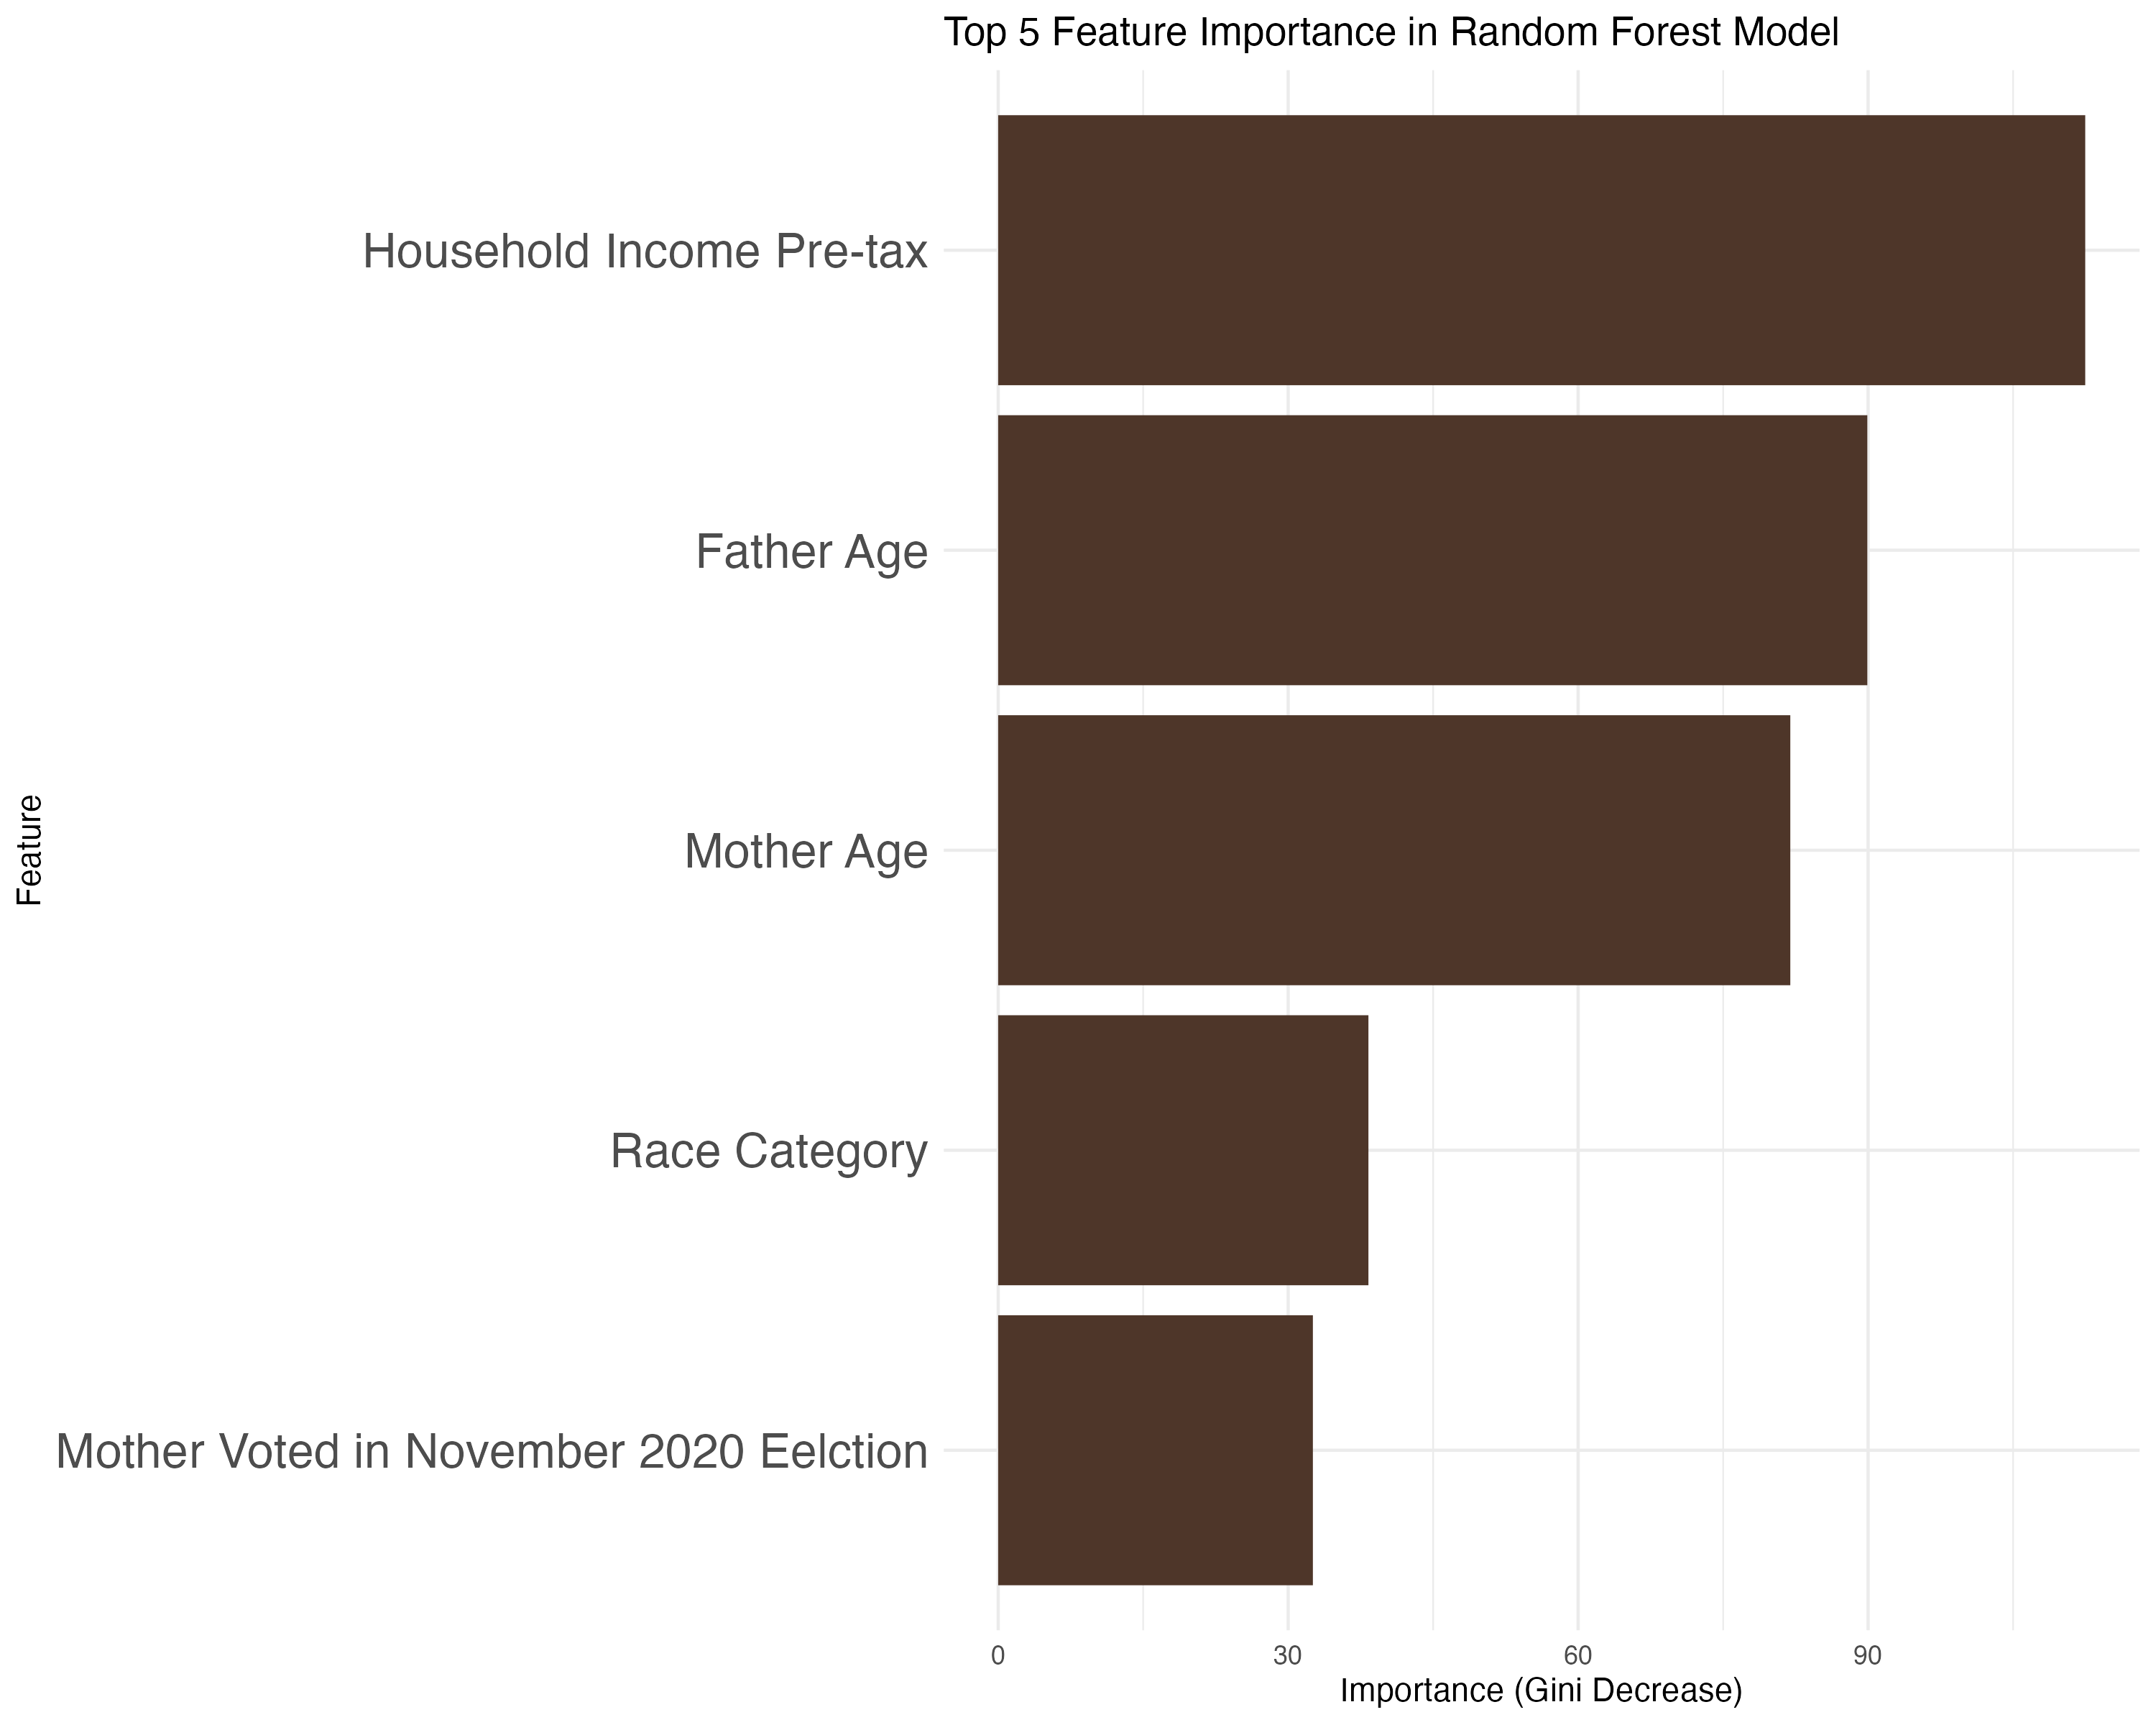 Top 5 Feature Importance in Random Forest Model
Household Income Pre-tax
Father Age
Mother Age
Race Category
Mother Voted in November 2020 Eelction
Feature
0 30 60 90
Importance (Gini Decrease)